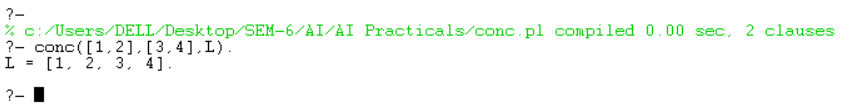 ?-
% c:/Users/DELL/Desktop/SEM-6/AI/AI Practicals/conc.pl compiled 0.00 sec, 2 clauses
?- conc([1,2],[3,4],L).
L = [1, 2, 3, 4].
?-